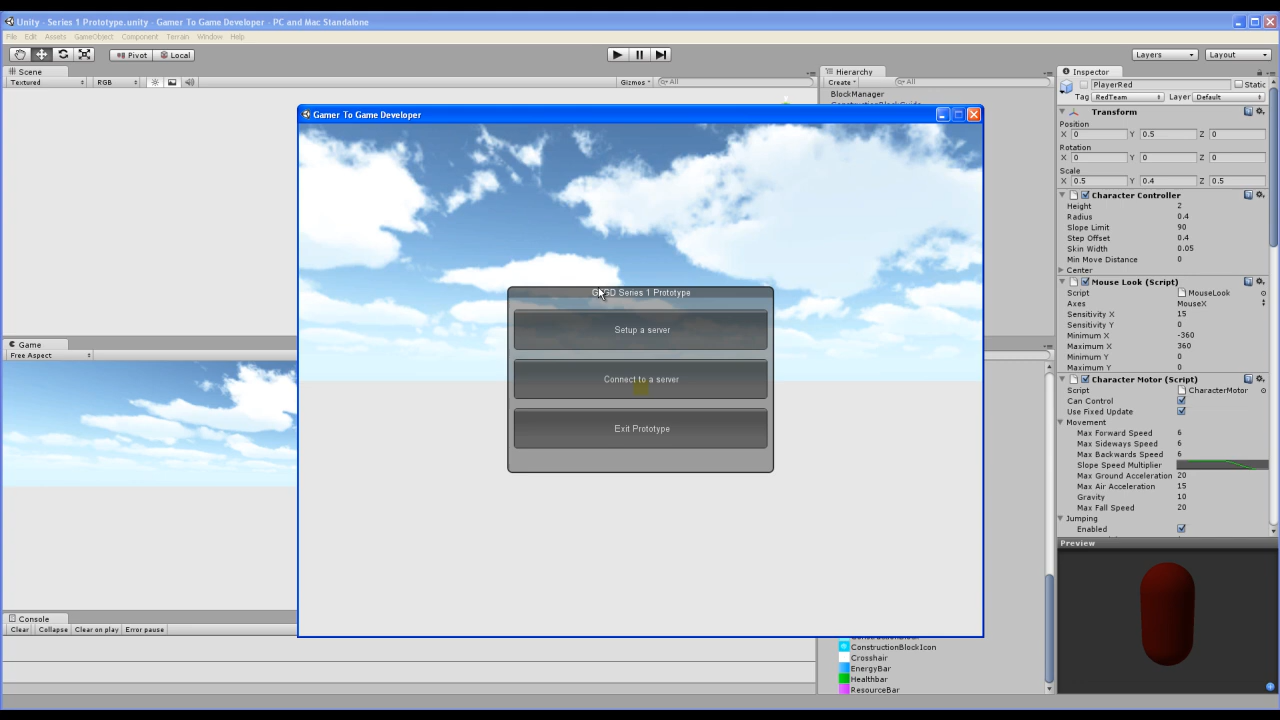 Unity - Series 1 Prototype.unity - Gamer To Game Developer - PC and Mac Standalone
File Edit Assets GameObject Component Terrain Window Help
Pivot Local
Layers Layout
Scene
Textured RGB Gizmos All
Hierarchy
Create All
BlockManager
Gamer To Game Developer
Series 1 Prototype
Setup a server
Connect to a server
Exit Prototype
Game
Free Aspect
Console
Clear Collapse Clear on play Error pause
ConstructionBlockIcon
Crosshair
EnergyBar
Healthbar
ResourceBar
Inspector
PlayerRed Static
Tag RedTeam Layer Default
Transform
Position
X 0 Y 0.5 Z 0
Rotation
X 0 Y 0 Z 0
Scale
X 0.5 Y 0.4 Z 0.5
Character Controller
Height 2
Radius 0.4
Slope Limit 90
Step Offset 0.4
Skin Width 0.05
Min Move Distance 0
Center
Mouse Look (Script)
Script MouseLook
Axes MouseX
Sensitivity X 15
Sensitivity Y 0
Minimum X -360
Maximum X 360
Minimum Y 0
Maximum Y 0
Character Motor (Script)
Script CharacterMotor
Can Control
Use Fixed Update
Movement
Max Forward Speed 6
Max Sideways Speed 6
Max Backwards Speed 6
Slope Speed Multiplier
Max Ground Acceleration 20
Max Air Acceleration 15
Gravity 10
Max Fall Speed 20
Jumping
Enabled
Preview